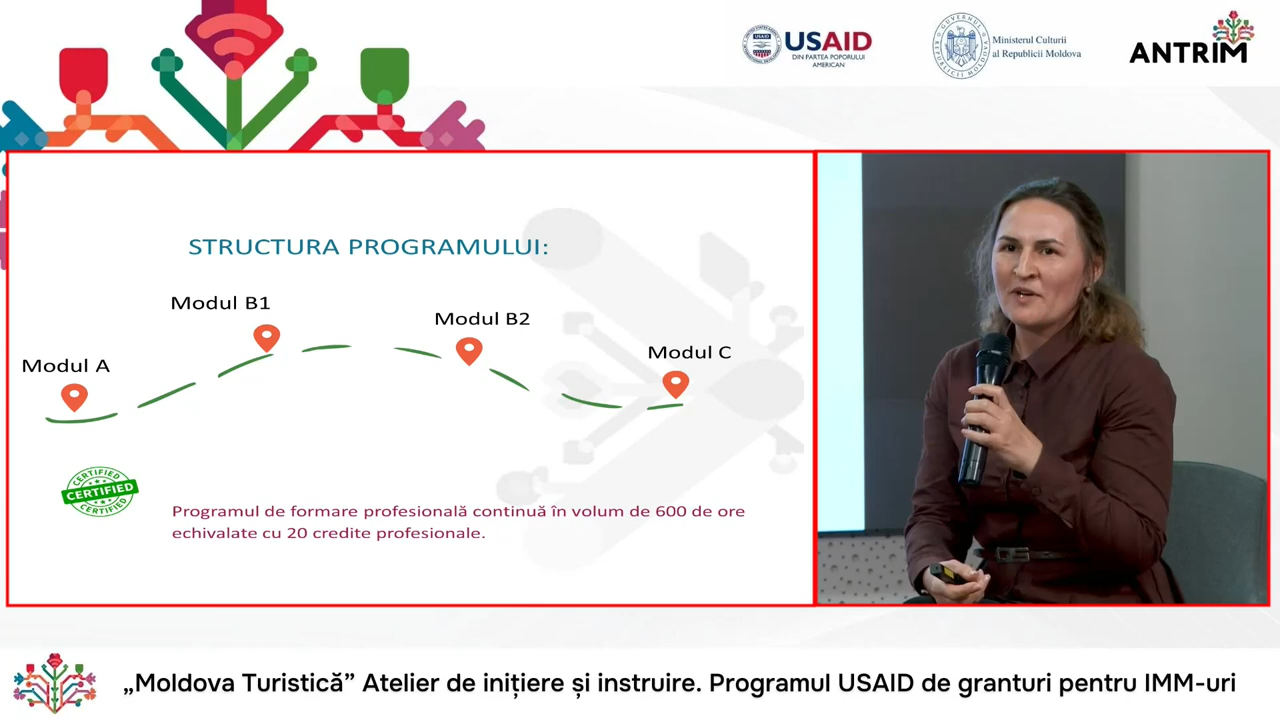 USAID
DIN PARTEA POPORULUI
AMERICAN
Ministerul Culturii
al Republicii Moldova
ANTRIM
STRUCTURA PROGRAMULUI:
Modul B1
Modul B2
Modul C
Modul A
CERTIFIED
CERTIFIED
CERTIFIED
Programul de formare profesională continuă în volum de 600 de ore
echivalate cu 20 credite profesionale.
„Moldova Turistică” Atelier de inițiere și instruire. Programul USAID de granturi pentru IMM-uri